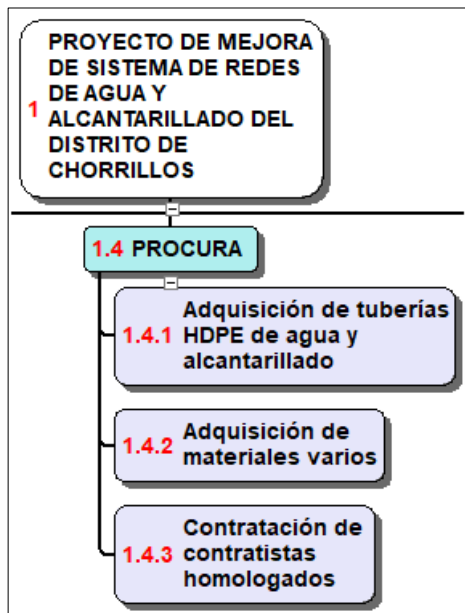 PROYECTO DE MEJORA
DE SISTEMA DE REDES
DE AGUA Y
1 ALCANTARILLADO DEL
DISTRITO DE
CHORRILLOS
1.4 PROCURA
Adquisición de tuberías
1.4.1 HDPE de agua y
alcantarillado
Adquisición de
1.4.2 materiales varios
Contratación de
1.4.3 contratistas
homologados